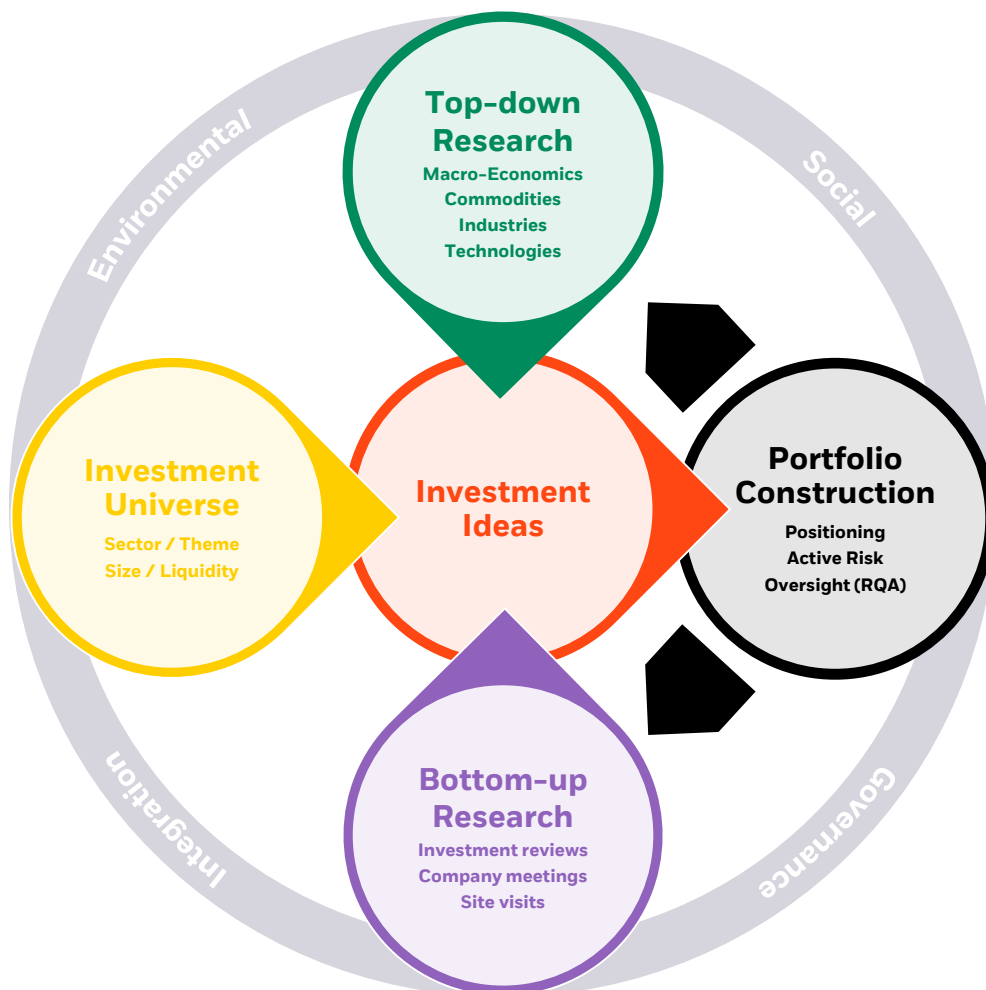 Environmental
Social
Top-down
Research
Macro-Economics
Commodities
Industries
Technologies
Investment
Universe
Sector / Theme
Size / Liquidity
Investment
Ideas
Portfolio
Construction
Positioning
Active Risk
Oversight (RQA)
Bottom-up
Research
Investment reviews
Company meetings
Site visits
Integration
Governance